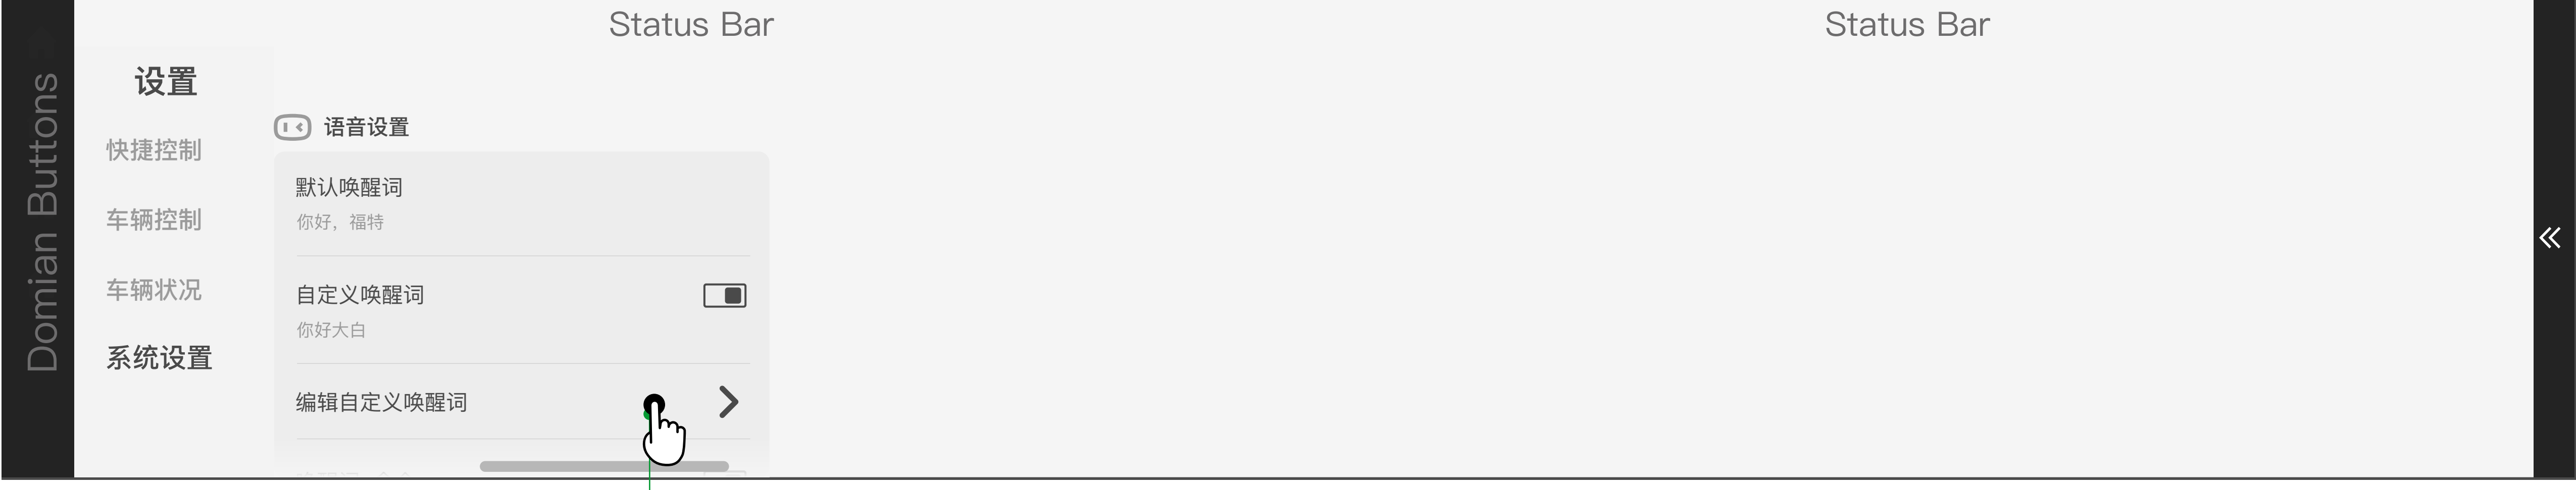 Status Bar
Status Bar
Domian Buttons
设置
快捷控制
车辆控制
车辆状况
系统设置
语音设置
默认唤醒词
你好，福特
自定义唤醒词
你好大白
编辑自定义唤醒词